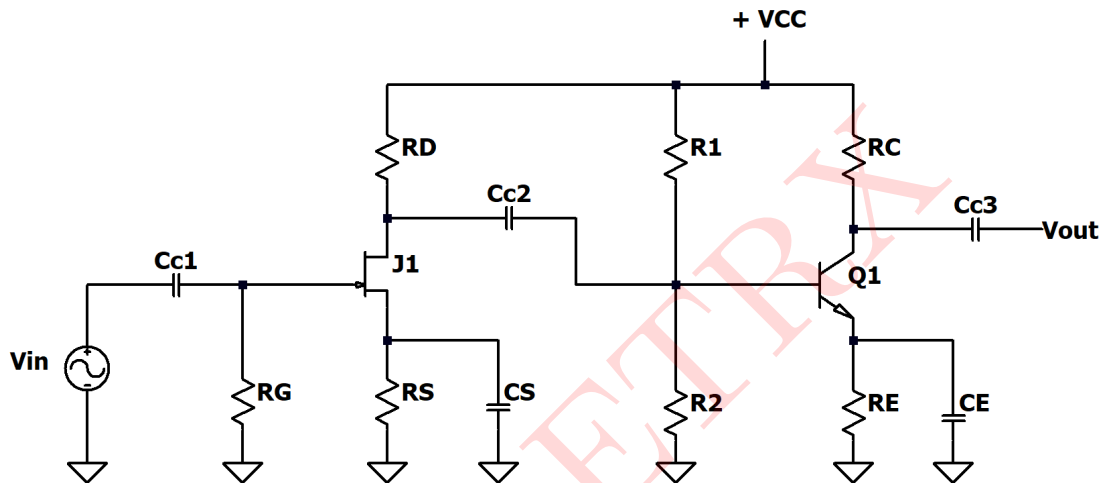 + VCC
RD
R1
RC
Cc2
Cc3
Vout
Cc1
J1
Q1
Vin
RG
RS
CS
R2
RE
CE
ETRX